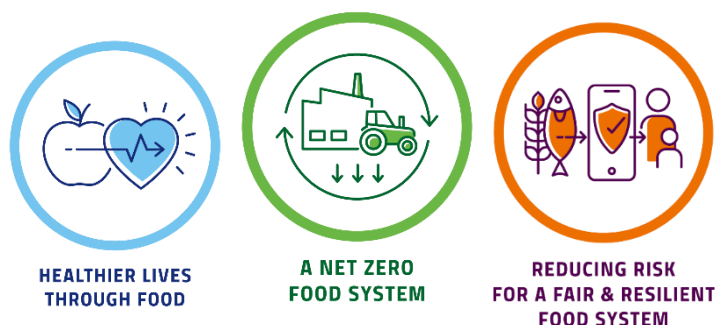 HEALTHIER LIVES
THROUGH FOOD
A NET ZERO
FOOD SYSTEM
REDUCING RISK
FOR A FAIR & RESILIENT
FOOD SYSTEM